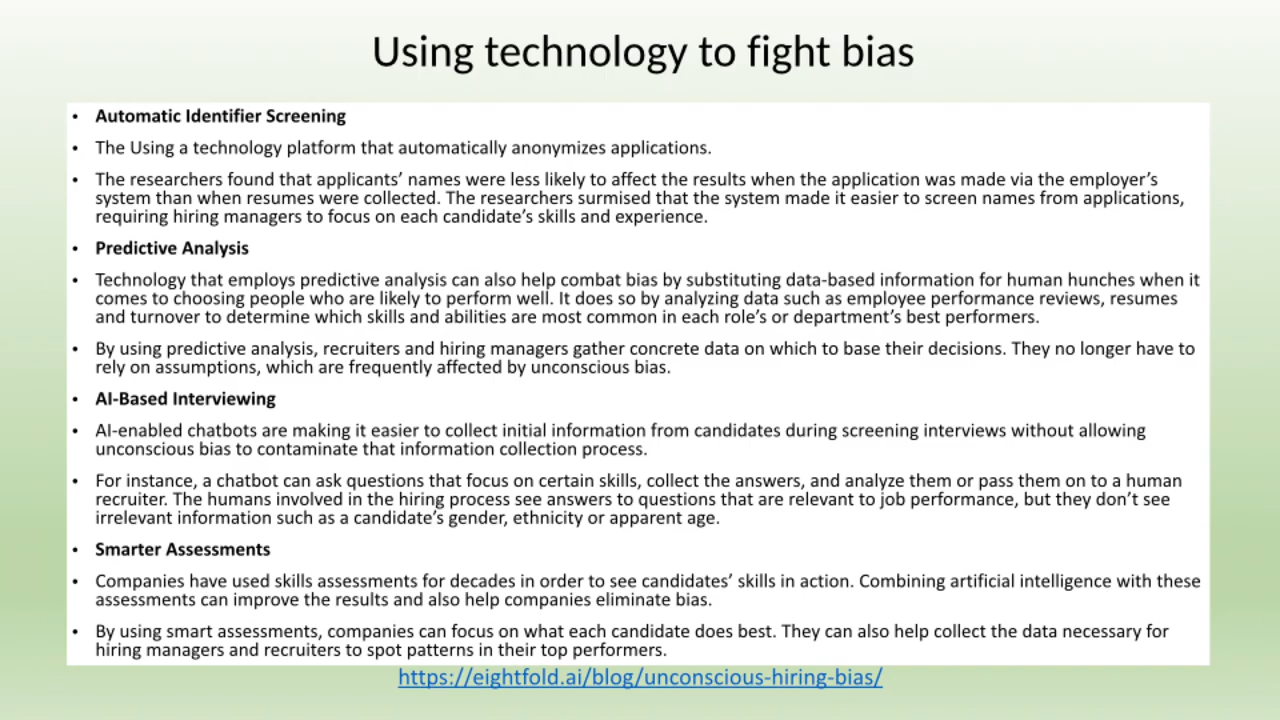 Using technology to fight bias
• Automatic Identifier Screening
• The Using a technology platform that automatically anonymizes applications.
• The researchers found that applicants’ names were less likely to affect the results when the application was made via the employer’s
system than when resumes were collected. The researchers surmised that the system made it easier to screen names from applications,
requiring hiring managers to focus on each candidate’s skills and experience.
• Predictive Analysis
• Technology that employs predictive analysis can also help combat bias by substituting data-based information for human hunches when it
comes to choosing people who are likely to perform well. It does so by analyzing data such as employee performance reviews, resumes
and turnover to determine which skills and abilities are most common in each role’s or department’s best performers.
• By using predictive analysis, recruiters and hiring managers gather concrete data on which to base their decisions. They no longer have to
rely on assumptions, which are frequently affected by unconscious bias.
• AI-Based Interviewing
• AI-enabled chatbots are making it easier to collect initial information from candidates during screening interviews without allowing
unconscious bias to contaminate that information collection process.
• For instance, a chatbot can ask questions that focus on certain skills, collect the answers, and analyze them or pass them on to a human
recruiter. The humans involved in the hiring process see answers to questions that are relevant to job performance, but they don’t see
irrelevant information such as a candidate’s gender, ethnicity or apparent age.
• Smarter Assessments
• Companies have used skills assessments for decades in order to see candidates’ skills in action. Combining artificial intelligence with these
assessments can improve the results and also help companies eliminate bias.
• By using smart assessments, companies can focus on what each candidate does best. They can also help collect the data necessary for
hiring managers and recruiters to spot patterns in their top performers.
https://eightfold.ai/blog/unconscious-hiring-bias/